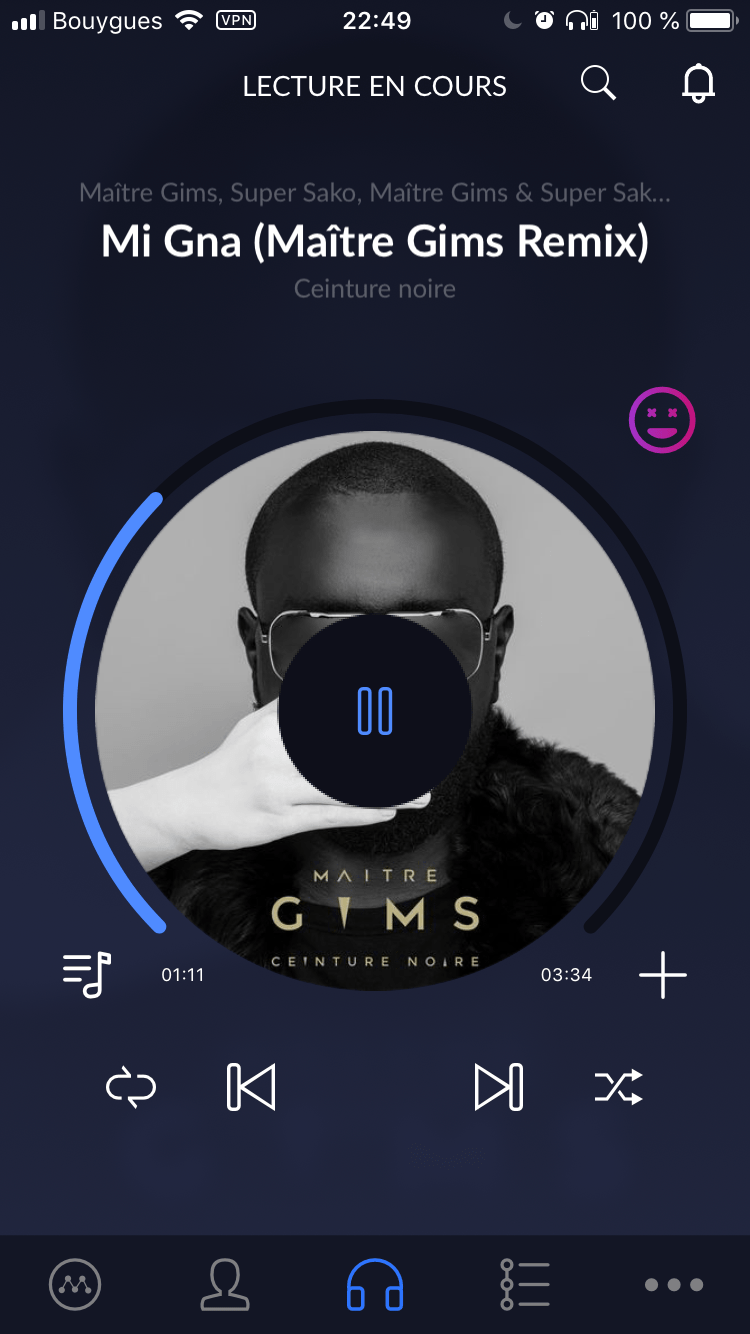 Bouygues VPN 22:49 100 %
LECTURE EN COURS
Maître Gims, Super Sako, Maître Gims & Super Sak...
Mi Gna (Maître Gims Remix)
Ceinture noire
MAITRE
GIMS
CEINTURE NOIRE
01:11 03:34